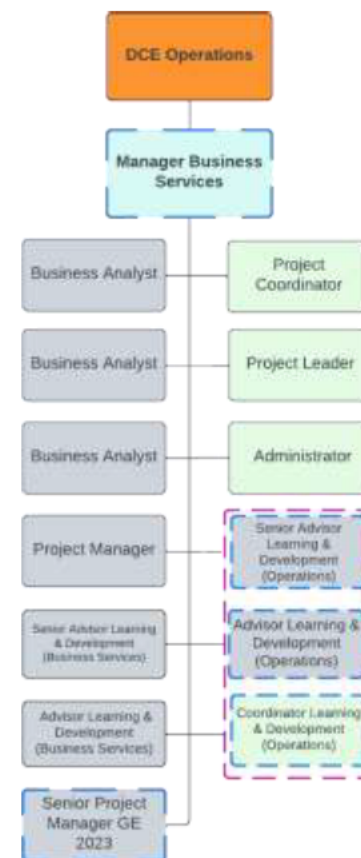 DCE Operations
Manager Business
Services
Business Analyst
Project
Coordinator
Business Analyst
Project Leader
Business Analyst
Administrator
Project Manager
Senior Advisor
Learning &
Development
(Operations)
Senior Advisor Learning
& Development
(Business Services)
Advisor Learning &
Development
(Operations)
Advisor Learning &
Development
(Business Services)
Coordinator Learning
& Development
(Operations)
Senior Project
Manager GE
2023